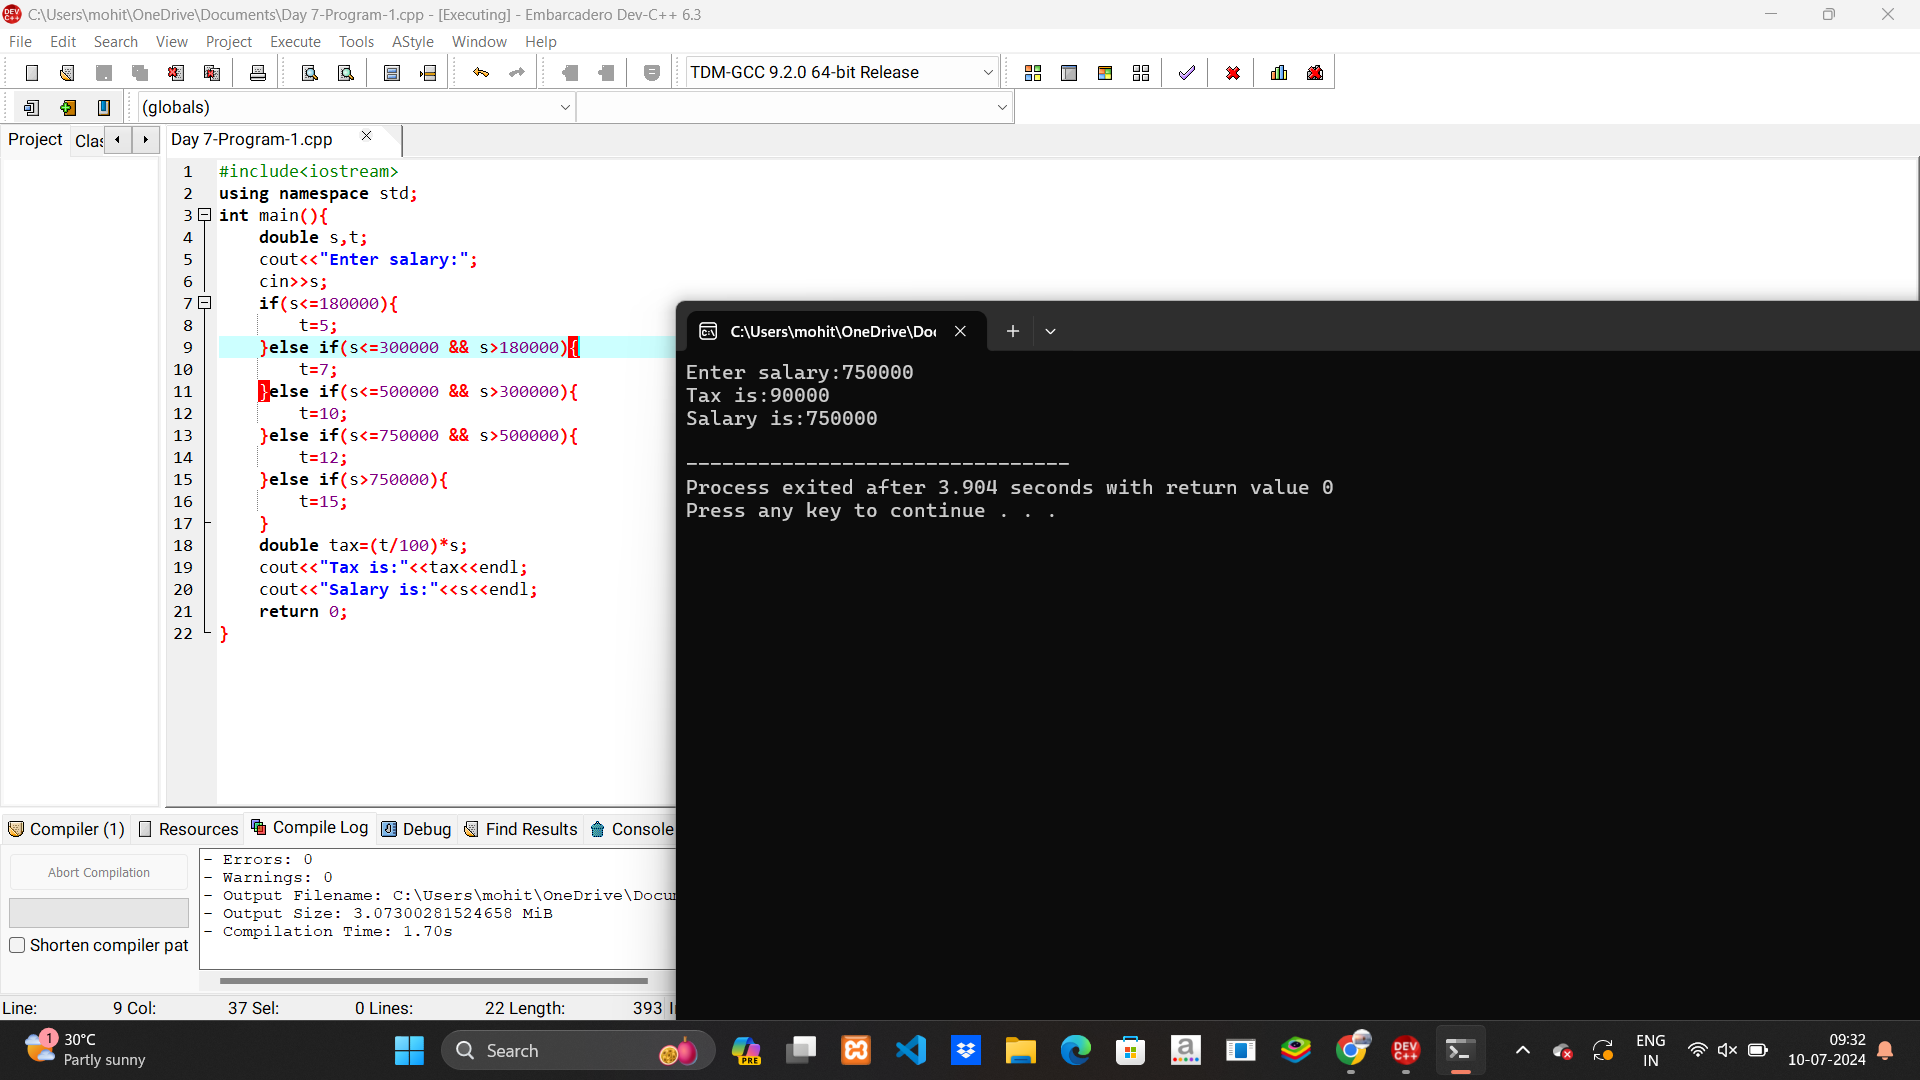 C:\Users\mohit\OneDrive\Documents\Day 7-Program-1.cpp - [Executing] - Embarcadero Dev-C++ 6.3
File Edit Search View Project Execute Tools AStyle Window Help
TDM-GCC 9.2.0 64-bit Release
(globals)
Project Clas Day 7-Program-1.cpp
1 #include<iostream>
2 using namespace std;
3 int main(){
4 double s,t;
5 cout<<"Enter salary:";
6 cin>>s;
7 if(s<=180000){
8 t=5;
9 }else if(s<=300000 && s>180000){
10 t=7;
11 }else if(s<=500000 && s>300000){
12 t=10;
13 }else if(s<=750000 && s>500000){
14 t=12;
15 }else if(s>750000){
16 t=15;
17 }
18 double tax=(t/100)*s;
19 cout<<"Tax is:"<<tax<<endl;
20 cout<<"Salary is:"<<s<<endl;
21 return 0;
22 }
C:\Users\mohit\OneDrive\Do
Enter salary:750000
Tax is:90000
Salary is:750000
--------------------------------
Process exited after 3.904 seconds with return value 0
Press any key to continue . . .
Compiler (1) Resources Compile Log Debug Find Results Console
Abort Compilation
Shorten compiler pat
- Errors: 0
- Warnings: 0
- Output Filename: C:\Users\mohit\OneDrive\Docu
- Output Size: 3.07300281524658 MiB
- Compilation Time: 1.70s
Line: 9 Col: 37 Sel: 0 Lines: 22 Length: 393
1
30°C
Partly sunny
Search
PRE
DEV C++
ENG
IN
09:32
10-07-2024